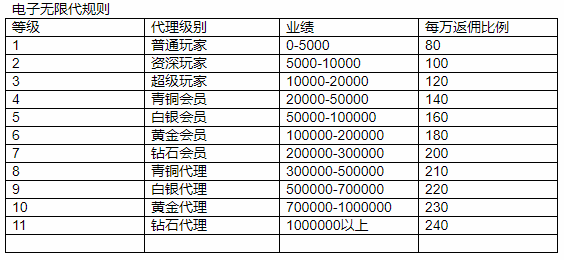 电子无限代规则
等级 代理级别 业绩 每万返佣比例
1 普通玩家 0-5000 80
2 资深玩家 5000-10000 100
3 超级玩家 10000-20000 120
4 青铜会员 20000-50000 140
5 白银会员 50000-100000 160
6 黄金会员 100000-200000 180
7 钻石会员 200000-300000 200
8 青铜代理 300000-500000 210
9 白银代理 500000-700000 220
10 黄金代理 700000-1000000 230
11 钻石代理 1000000以上 240